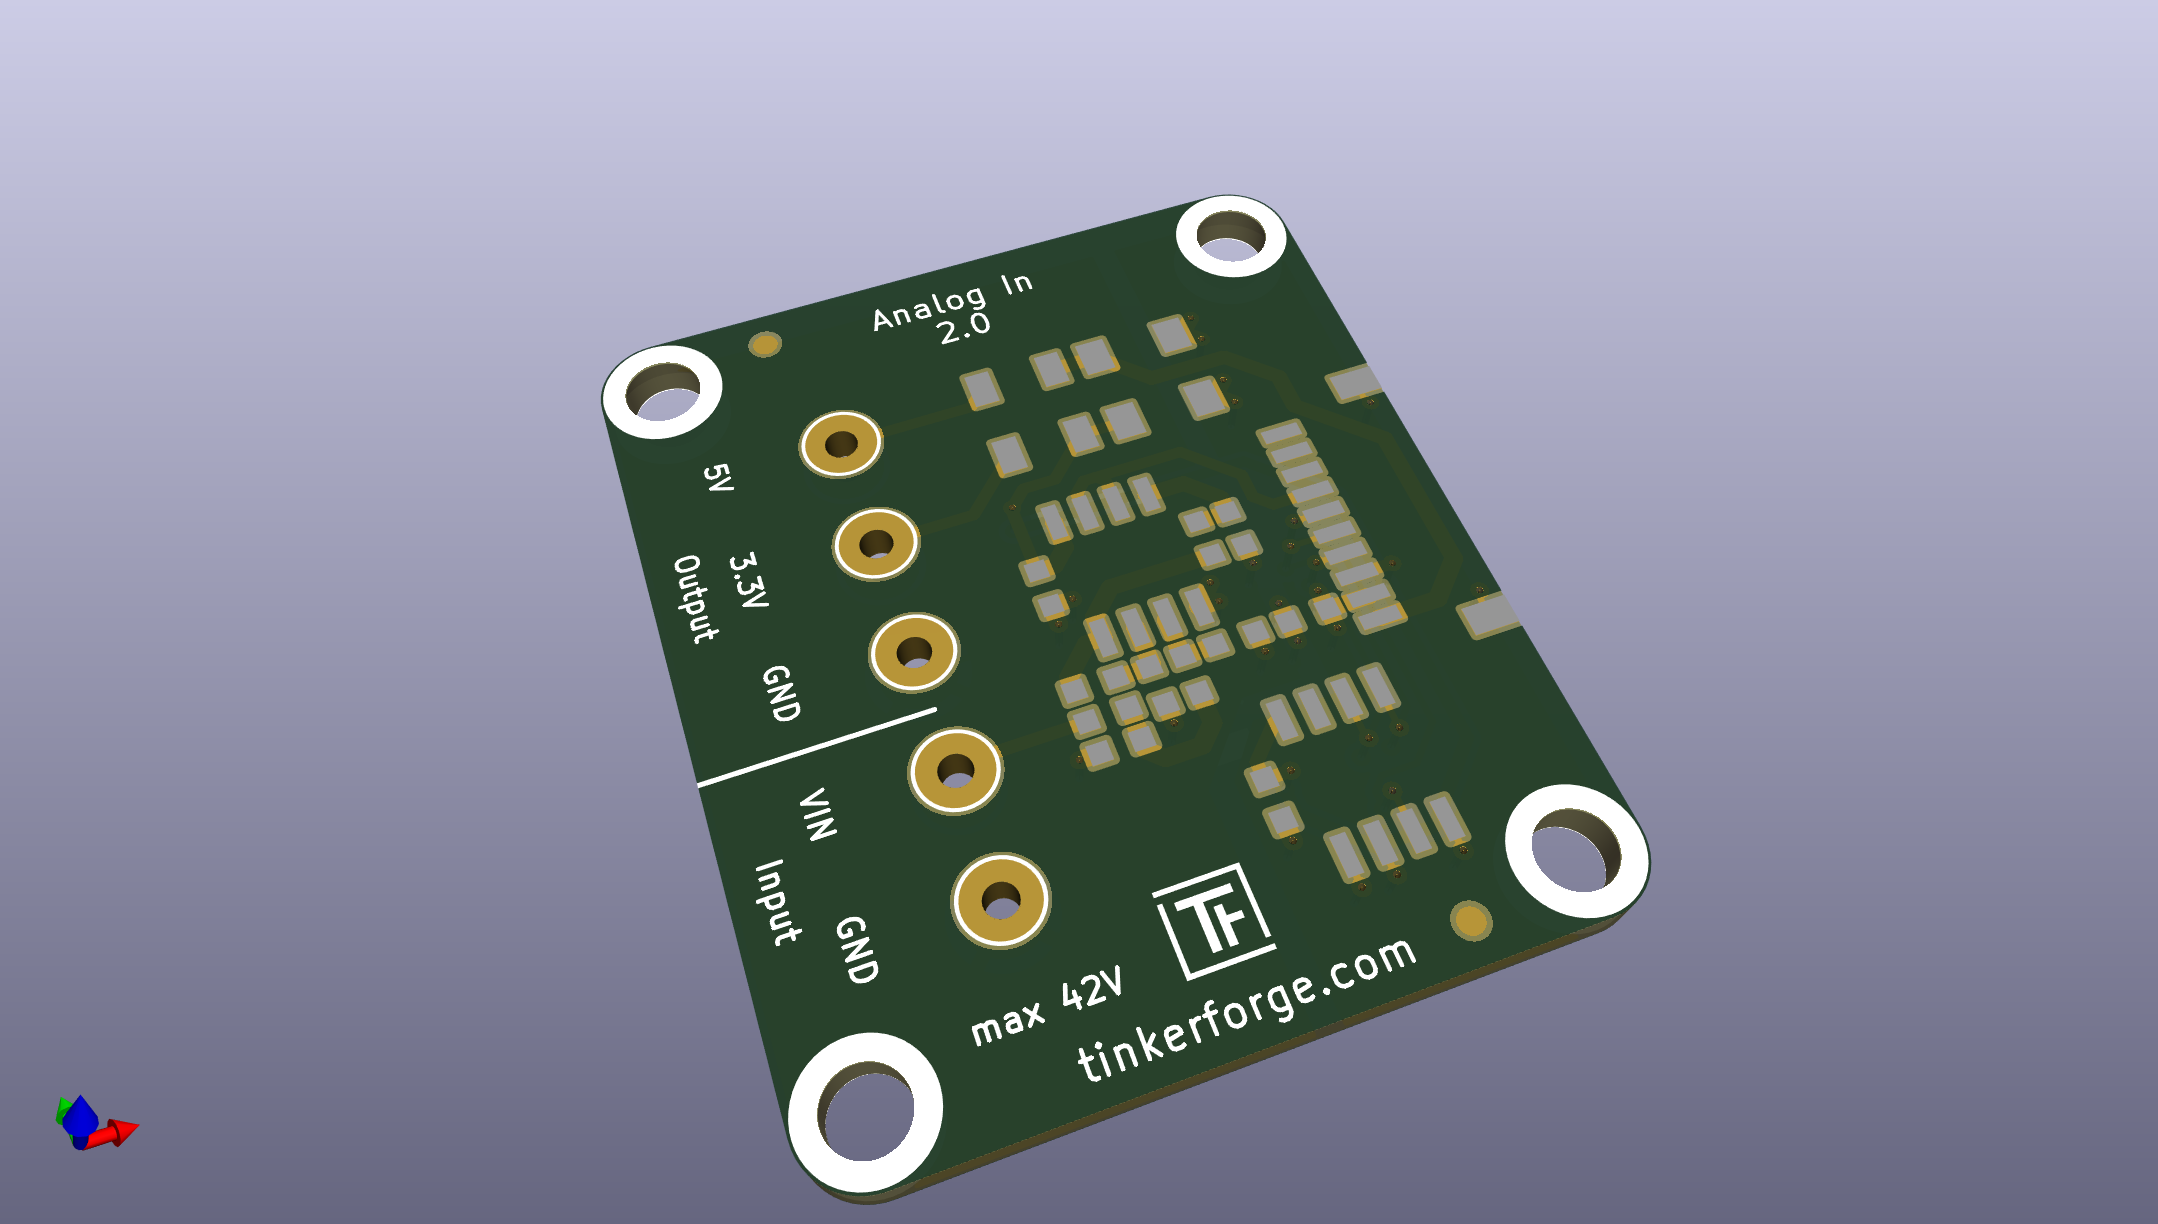 Analog In
2.0
5V
3.3V
Output
GND
VIN
Input
GND
max 42V
TF
tinkerforge.com